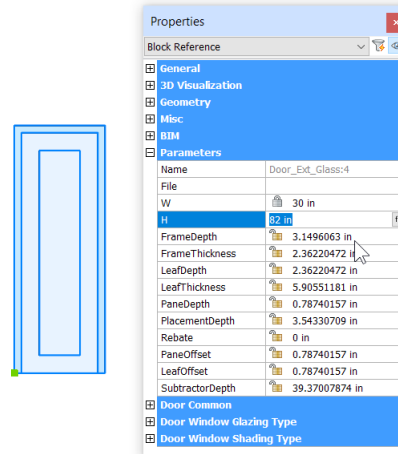 Properties
Block Reference
General
3D Visualization
Geometry
Misc
BIM
Parameters
Name Door_Ext_Glass:4
File
W 30 in
H 82 in
FrameDepth 3.1496063 in
FrameThickness 2.36220472 in
LeafDepth 2.36220472 in
LeafThickness 5.90551181 in
PaneDepth 0.78740157 in
PlacementDepth 3.54330709 in
Rebate 0 in
PaneOffset 0.78740157 in
LeafOffset 0.78740157 in
SubtractorDepth 39.37007874 in
Door Common
Door Window Glazing Type
Door Window Shading Type